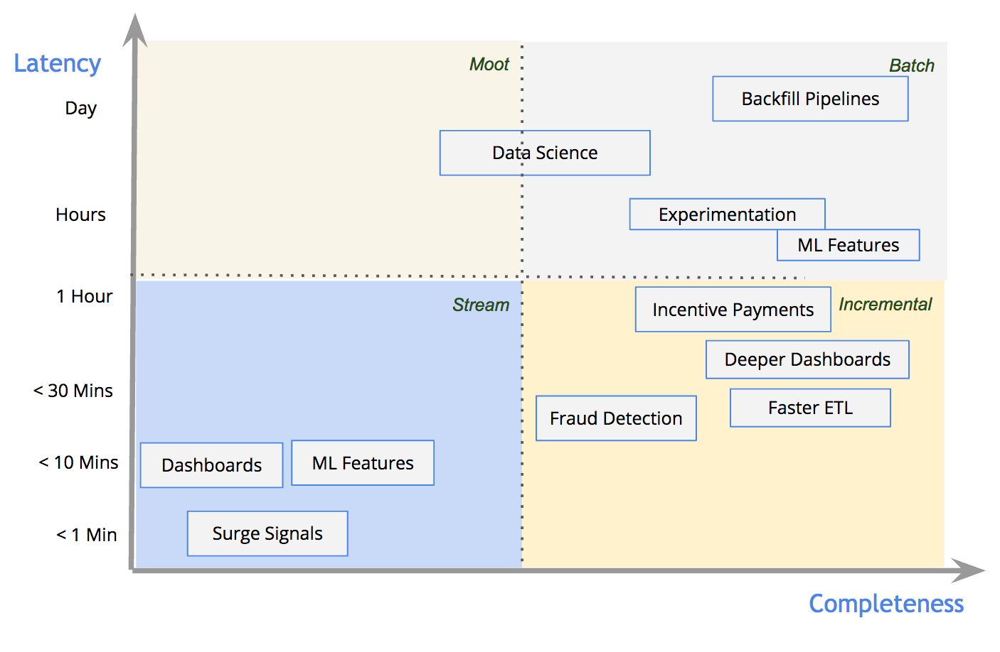 Latency
Moot
Batch
Day
Backfill Pipelines
Data Science
Hours
Experimentation
ML Features
1 Hour
Incentive Payments
Stream
Incremental
Deeper Dashboards
< 30 Mins
Fraud Detection
Faster ETL
< 10 Mins
Dashboards
ML Features
< 1 Min
Surge Signals
Completeness